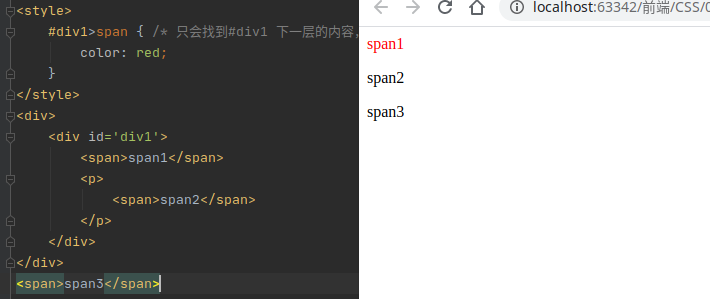 <style>
#div1>span { /* 只会找到#div1 下一层的内容,
color: red;
}
</style>
<div>
<div id='div1'>
<span>span1</span>
<p>
<span>span2</span>
</p>
</div>
</div>
<span>span3</span>
localhost:63342/前端/CSS/
span1
span2
span3